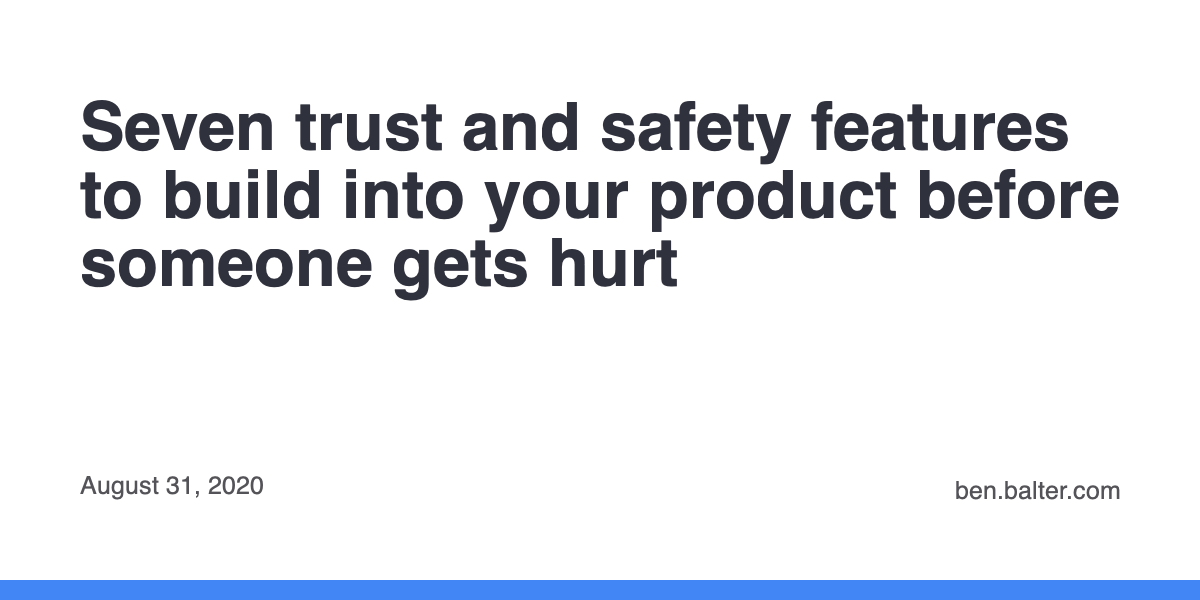 Seven trust and safety features
to build into your product before
someone gets hurt
August 31, 2020
ben.balter.com